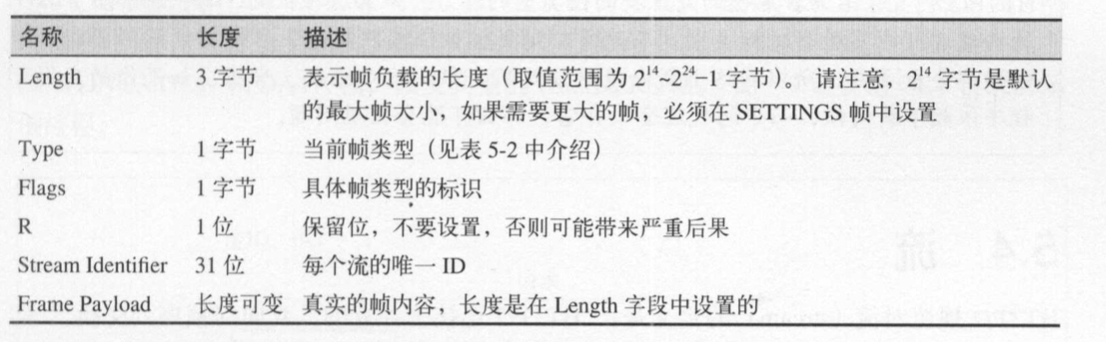 名称 长度 描述
Length 3 字节 表示帧负载的长度（取值范围为 2¹⁴~2²⁴−1 字节）。 请注意，2¹⁴ 字节是默认
的最大帧大小，如果需要更大的帧，必须在 SETTINGS 帧中设置
Type 1 字节 当前帧类型（见表 5-2 中介绍）
Flags 1 字节 具体帧类型的标识
R 1 位 保留位，不要设置，否则可能带来严重后果
Stream Identifier 31 位 每个流的唯一 ID
Frame Payload 长度可变 真实的帧内容，长度是在 Length 字段中设置的
5.4 流